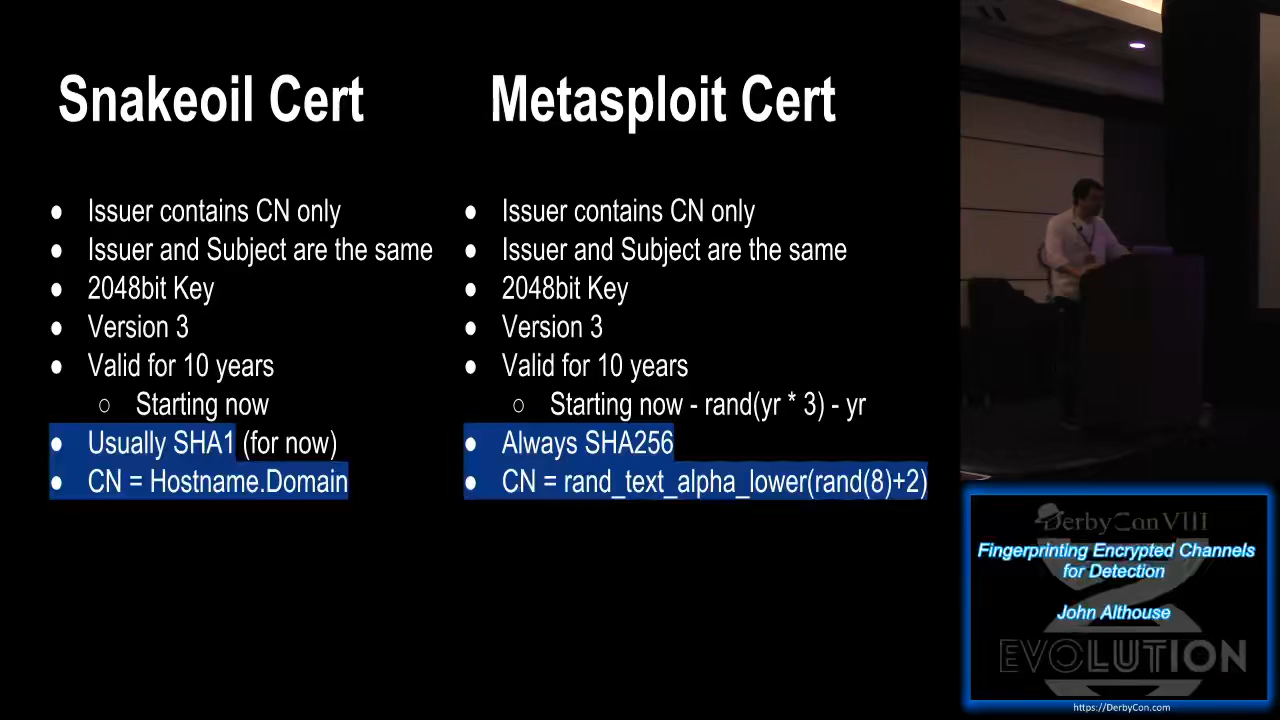 Snakeoil Cert
● Issuer contains CN only
● Issuer and Subject are the same
● 2048bit Key
● Version 3
● Valid for 10 years
○ Starting now
● Usually SHA1 (for now)
● CN = Hostname.Domain
Metasploit Cert
● Issuer contains CN only
● Issuer and Subject are the same
● 2048bit Key
● Version 3
● Valid for 10 years
○ Starting now - rand(yr * 3) - yr
● Always SHA256
● CN = rand_text_alpha_lower(rand(8)+2)
DerbyCon VIII
Fingerprinting Encrypted Channels
for Detection
John Althouse
EVOLUTION
https://DerbyCon.com